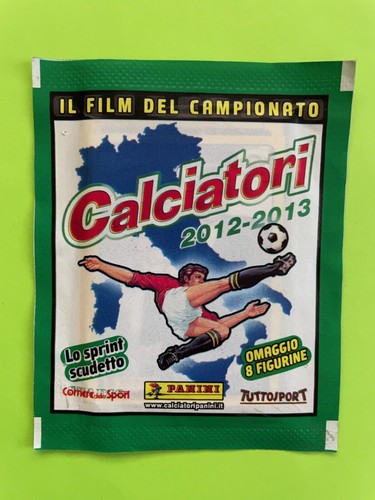 IL FILM DEL CAMPIONATO
Calciatori
2012-2013
Lo sprint
scudetto
OMAGGIO
8 FIGURINE
Corriere dello Sport
PANINI
www.calciatoripanini.it
TUTTOSPORT